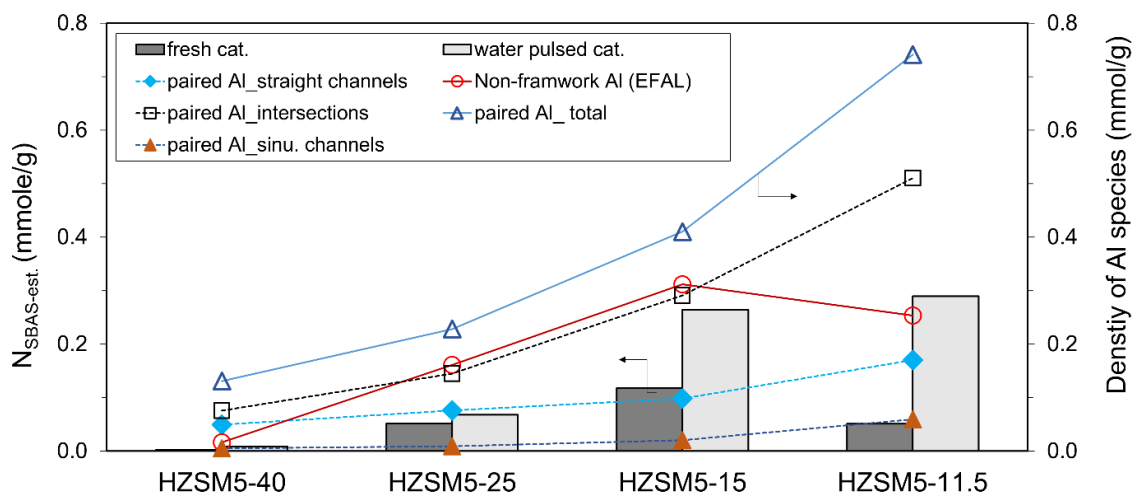 0.8
0.6
0.4
0.2
0.0
N_SBAS-est. (mmole/g)
fresh cat.
water pulsed cat.
paired Al_straight channels
Non-framwork Al (EFAL)
paired Al_intersections
paired Al_ total
paired Al_sinu. channels
0.8
0.6
0.4
0.2
0.0
Denstiy of Al species (mmol/g)
HZSM5-40
HZSM5-25
HZSM5-15
HZSM5-11.5